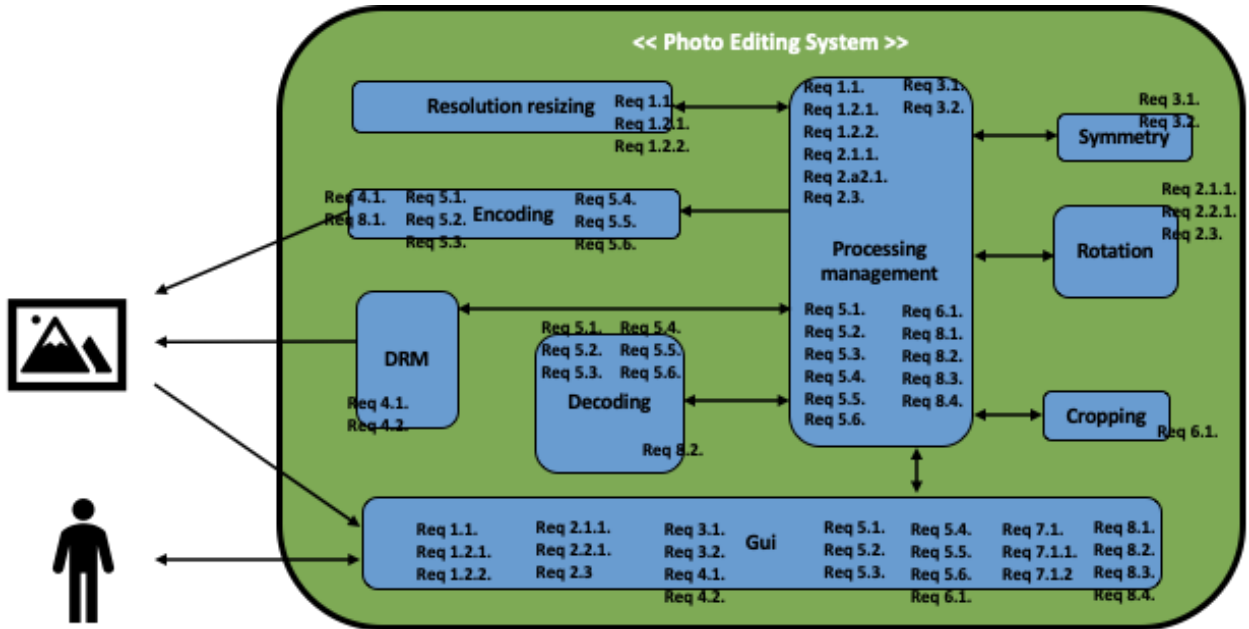 << Photo Editing System >>
Resolution resizing
Req 1.1.
Req 1.2.1.
Req 1.2.2.
Req 1.1.
Req 1.2.1.
Req 1.2.2.
Req 2.1.1.
Req 2.a2.1.
Req 2.3.
Req 3.1.
Req 3.2.
Processing
management
Req 5.1.
Req 5.2.
Req 5.3.
Req 5.4.
Req 5.5.
Req 5.6.
Req 6.1.
Req 8.1.
Req 8.2.
Req 8.3.
Req 8.4.
Req 3.1.
Req 3.2.
Symmetry
Req 4.1.
Req 8.1.
Req 5.1.
Req 5.2.
Req 5.3.
Encoding
Req 5.4.
Req 5.5.
Req 5.6.
Req 2.1.1.
Req 2.2.1.
Req 2.3.
Rotation
DRM
Req 4.1.
Req 4.2.
Req 5.1.
Req 5.2.
Req 5.3.
Req 5.4.
Req 5.5.
Req 5.6.
Decoding
Req 8.2.
Cropping
Req 6.1.
Req 1.1.
Req 1.2.1.
Req 1.2.2.
Req 2.1.1.
Req 2.2.1.
Req 2.3
Req 3.1.
Req 3.2.
Req 4.1.
Req 4.2.
Gui
Req 5.1.
Req 5.2.
Req 5.3.
Req 5.4.
Req 5.5.
Req 5.6.
Req 6.1.
Req 7.1.
Req 7.1.1.
Req 7.1.2
Req 8.1.
Req 8.2.
Req 8.3.
Req 8.4.